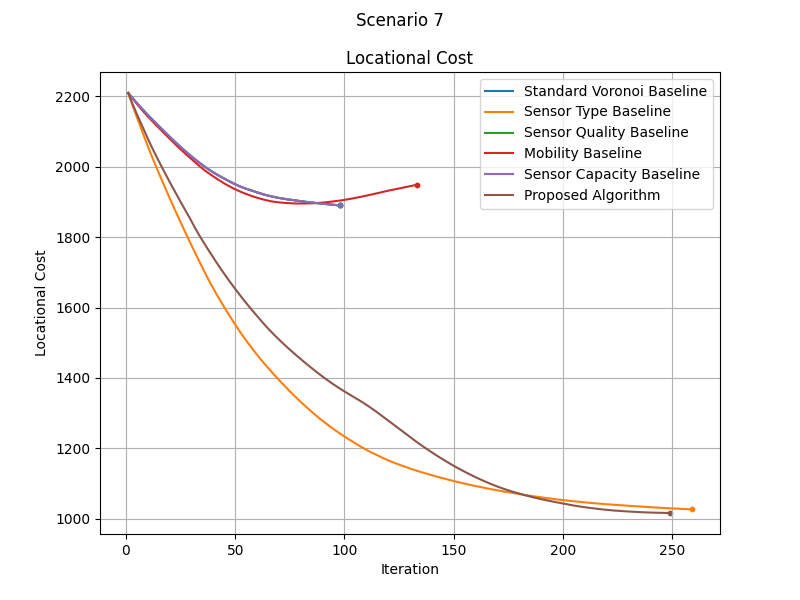 Scenario 7
Locational Cost
Standard Voronoi Baseline
Sensor Type Baseline
Sensor Quality Baseline
Mobility Baseline
Sensor Capacity Baseline
Proposed Algorithm
2200
2000
1800
1600
1400
1200
1000
Locational Cost
0 50 100 150 200 250
Iteration